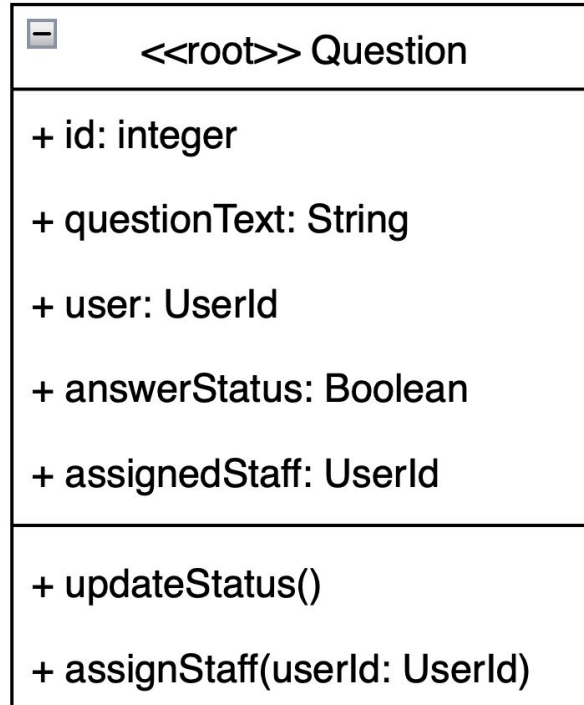 <<root>> Question
+ id: integer
+ questionText: String
+ user: UserId
+ answerStatus: Boolean
+ assignedStaff: UserId
+ updateStatus()
+ assignStaff(userId: UserId)